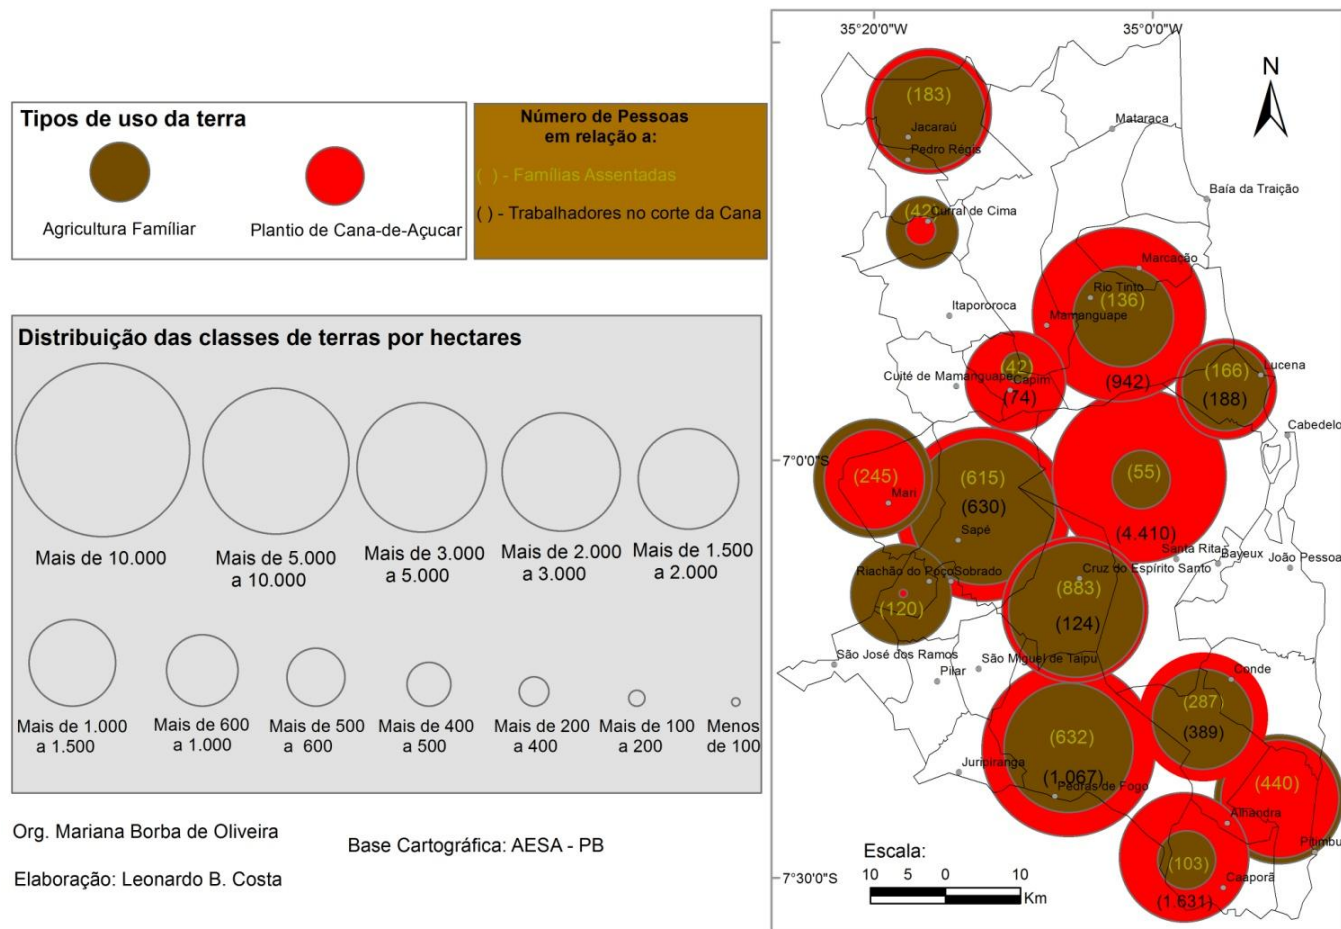 Tipos de uso da terra
Agricultura Famíliar
Plantio de Cana-de-Açucar
Número de Pessoas
em relação a:
( ) - Famílias Assentadas
( ) - Trabalhadores no corte da Cana
Distribuição das classes de terras por hectares
Mais de 10.000
Mais de 5.000
a 10.000
Mais de 3.000
a 5.000
Mais de 2.000
a 3.000
Mais de 1.500
a 2.000
Mais de 1.000
a 1.500
Mais de 600
a 1.000
Mais de 500
a 600
Mais de 400
a 500
Mais de 200
a 400
Mais de 100
a 200
Menos
de 100
Org. Mariana Borba de Oliveira
Base Cartográfica: AESA - PB
Elaboração: Leonardo B. Costa
35°20'0"W
35°0'0"W
N
(183)
Jacaraú
Pedro Régis
Mataraca
Baía da Traição
(42)
Curral de Cima
Marcação
Rio Tinto
(136)
Itapororoca
Mamanguape
(942)
(42)
Cuité de Mamanguape
Capim
(74)
(166)
Lucena
(188)
Cabedelo
7°0'0"S
(245)
Mari
(615)
(630)
Sapé
(55)
(4.410)
Santa Rita
Bayeux
João Pessoa
Riachão do Poço
Sobrado
(120)
Cruz do Espírito Santo
(883)
(124)
São José dos Ramos
Pilar
São Miguel de Taipu
Conde
(287)
(389)
(632)
(1.067)
Juripiranga
Pedras de Fogo
(440)
Alhandra
Pitimbu
(103)
Caaporã
(1.631)
7°30'0"S
Escala:
10 5 0 10
Km